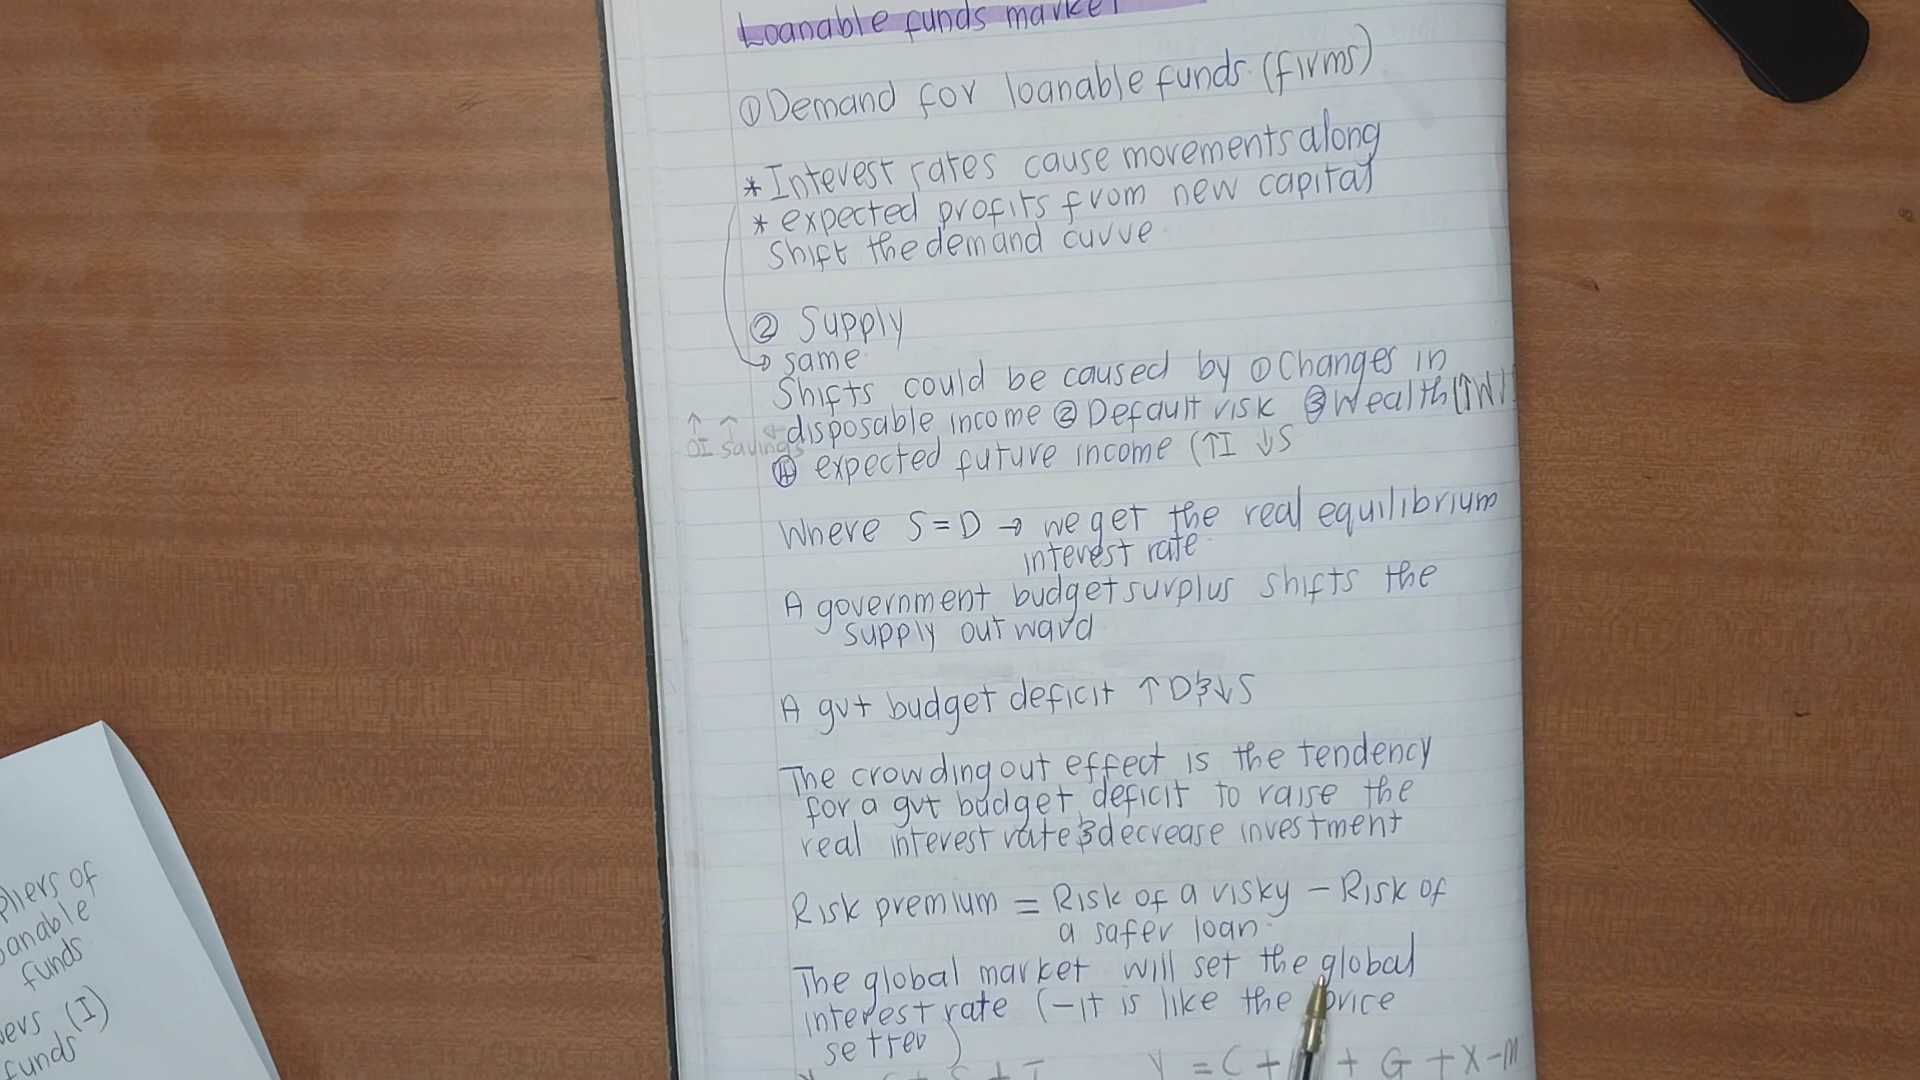 Loanable funds market
① Demand for loanable funds (firms)
* Interest rates cause movements along
* expected profits from new capital
shift the demand curve
② Supply
→ same
Shifts could be caused by ① Changes in
disposable income ② Default risk ③ Wealth (↑W↓
↑ ↑
DI Savings
④ expected future income (↑I ↓S
Where S = D → we get the real equilibrium
interest rate
A government budget surplus shifts the
supply outward
A gvt budget deficit ↑D & ↓S
The crowding out effect is the tendency
for a gvt budget deficit to raise the
real interest rate & decrease investment
Risk premium = Risk of a risky - Risk of
a safer loan
The global market will set the global
interest rate (- it is like the price
setter)
Y = C + + G + X - M
pliers of
oanable
funds
ers (I)
funds